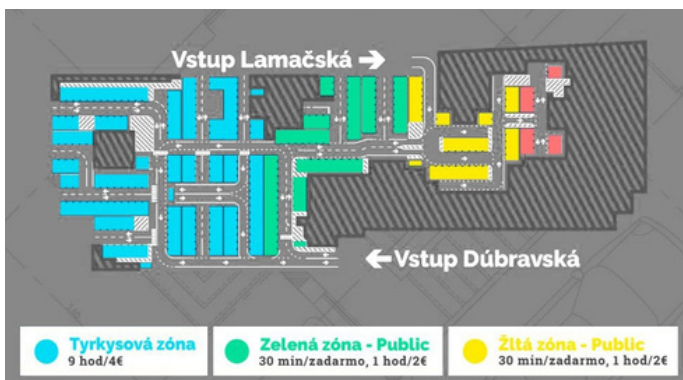 Vstup Lamačská →
← Vstup Dúbravská
Tyrkysová zóna
9 hod/4€
Zelená zóna - Public
30 min/zadarmo, 1 hod/2€
Žltá zóna - Public
30 min/zadarmo, 1 hod/2€